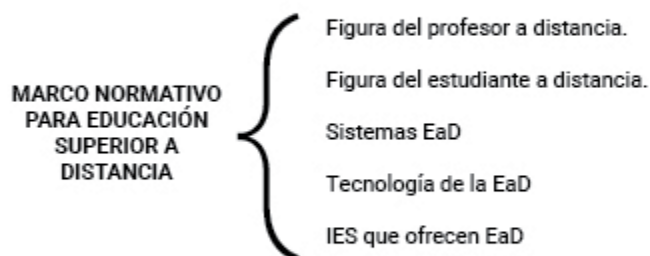 MARCO NORMATIVO
PARA EDUCACIÓN
SUPERIOR A
DISTANCIA
Figura del profesor a distancia.
Figura del estudiante a distancia.
Sistemas EaD
Tecnología de la EaD
IES que ofrecen EaD